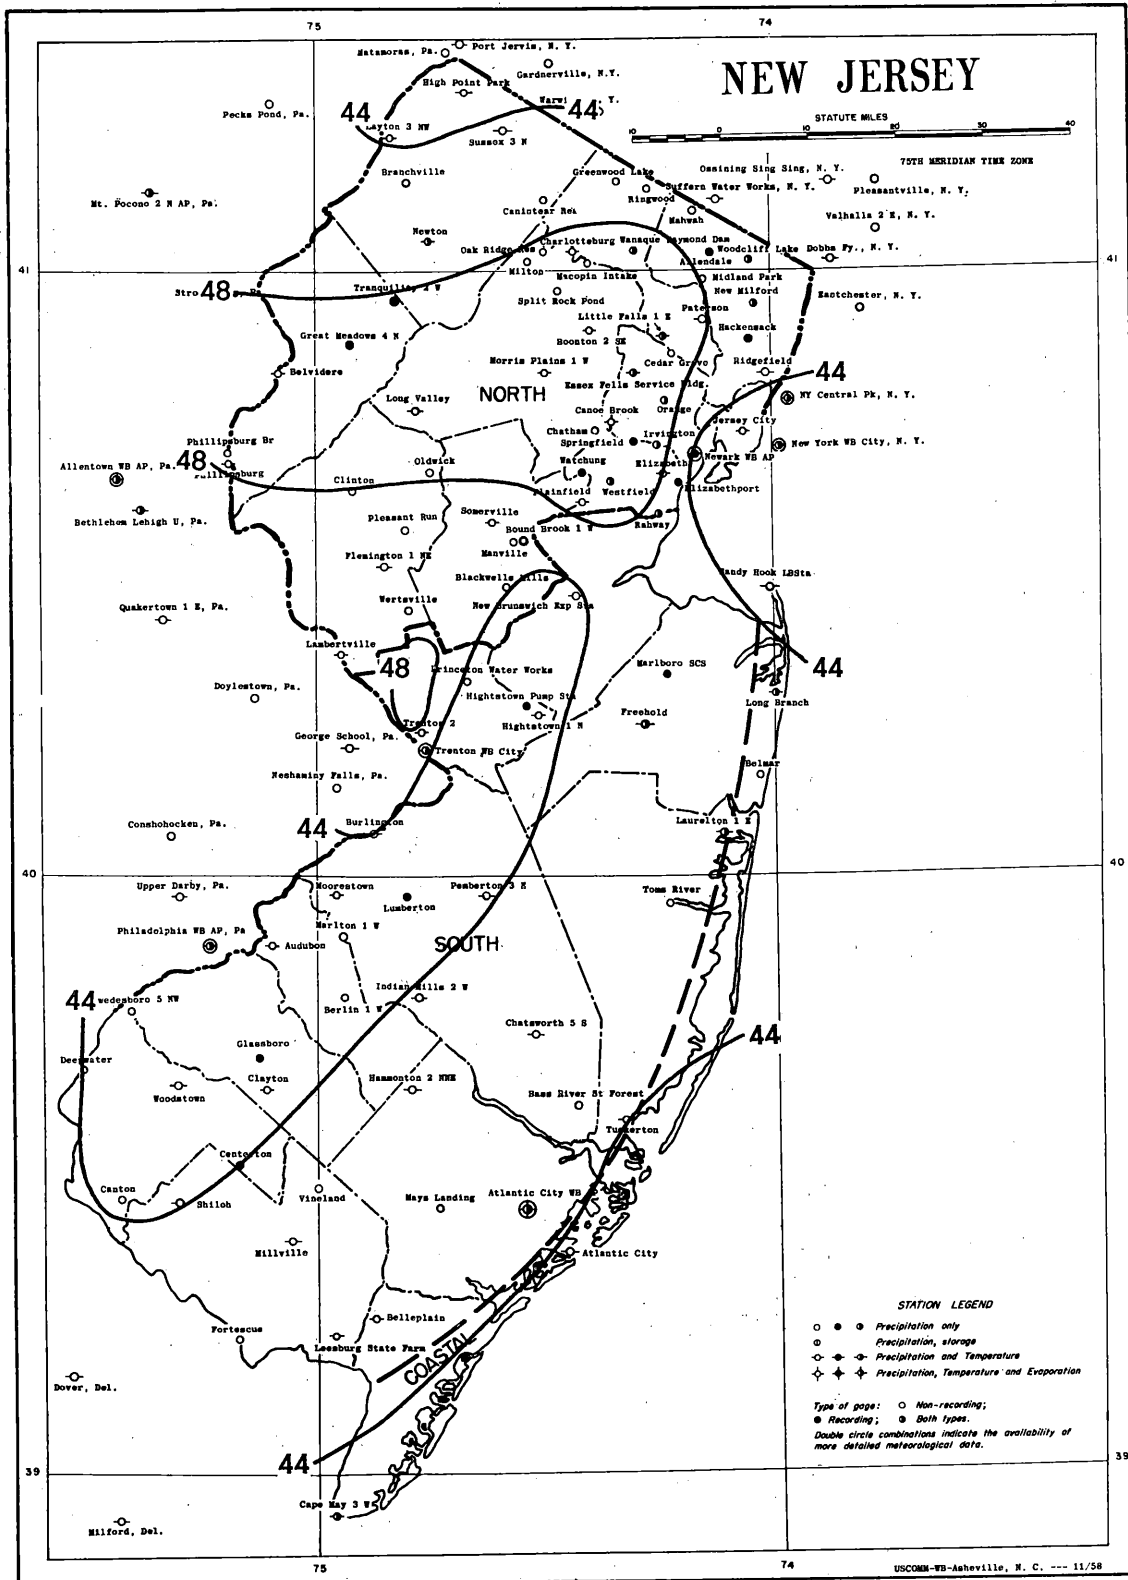 75
74
Matamoras, Pa.
Port Jervis, N. Y.
Gardnerville, N.Y.
NEW JERSEY
High Point Park
Pecks Pond, Pa.
44
Y.
44
STATUTE MILES
10 0 10 20 30 40
Layton 3 NW
Sussex 3 N
75TH MERIDIAN TIME ZONE
Branchville
Greenwood Lake
Ossining Sing Sing, N. Y.
Suffern Water Works, N. Y.
Pleasantville, N. Y.
Mt. Pocono 2 N AP, Pa.
Ringwood
Canistear Res
Mahwah
Valhalla 2 E, N. Y.
Newton
Oak Ridge Res
Charlotteburg
Wanaque Raymond Dam
Woodcliff Lake
Dobbs Fy., N. Y.
41
Milton
Macopin Intake
Allendale
Midland Park
48
Tranquility 2 W
Split Rock Pond
New Milford
Eastchester, N. Y.
Little Falls 1 E
Paterson
Great Meadows 4 N
Boonton 2 SE
Hackensack
Belvidere
Morris Plains 1 W
Cedar Grove
Ridgefield
44
Essex Fells Service Bldg.
NORTH
NY Central Pk, N. Y.
Long Valley
Canoe Brook
Orange
Jersey City
Phillipsburg Br
Chatham
Springfield
Irvington
New York WB City, N. Y.
Allentown WB AP, Pa.
48
Phillipsburg
Oldwick
Watchung
Elizabeth
Newark WB AP
Clinton
Plainfield
Westfield
Elizabethport
Bethlehem Lehigh U, Pa.
Pleasant Run
Somerville
Bound Brook 1 W
Rahway
Manville
Flemington 1 NE
Blackwells Mills
Sandy Hook LBSta
Quakertown 1 E, Pa.
Wertsville
New Brunswick Exp Sta
Lambertville
48
Princeton Water Works
Marlboro SCS
44
Doylestown, Pa.
Hightstown Pump Sta
Long Branch
Trenton 2
Hightstown 1 N
Freehold
George School, Pa.
Trenton WB City
Neshaminy Falls, Pa.
Belmar
Conshohocken, Pa.
44
Burlington
Laurelton 1 E
40
40
Upper Darby, Pa.
Moorestown
Lumberton
Pemberton 3 E
Toms River
Philadelphia WB AP, Pa
Audubon
Marlton 1 W
SOUTH
44
wedesboro 5 NW
Berlin 1 W
Indian Mills 2 W
Chatsworth 5 S
44
Glassboro
Deepwater
Woodstown
Clayton
Hammonton 2 NNE
Bass River St Forest
Tuckerton
Centerton
Canton
Shiloh
Vineland
Mays Landing
Atlantic City WB
Millville
Atlantic City
Belleplain
STATION LEGEND
Fortescue
Leesburg State Farm
Precipitation only
Precipitation, storage
COASTAL
Precipitation and Temperature
Dover, Del.
Precipitation, Temperature and Evaporation
Type of gage: Non-recording;
Recording; Both types.
Double circle combinations indicate the availability of
more detailed meteorological data.
44
39
39
Cape May 3 W
Milford, Del.
75
74
USCOMM-WB-Asheville, N. C. --- 11/58